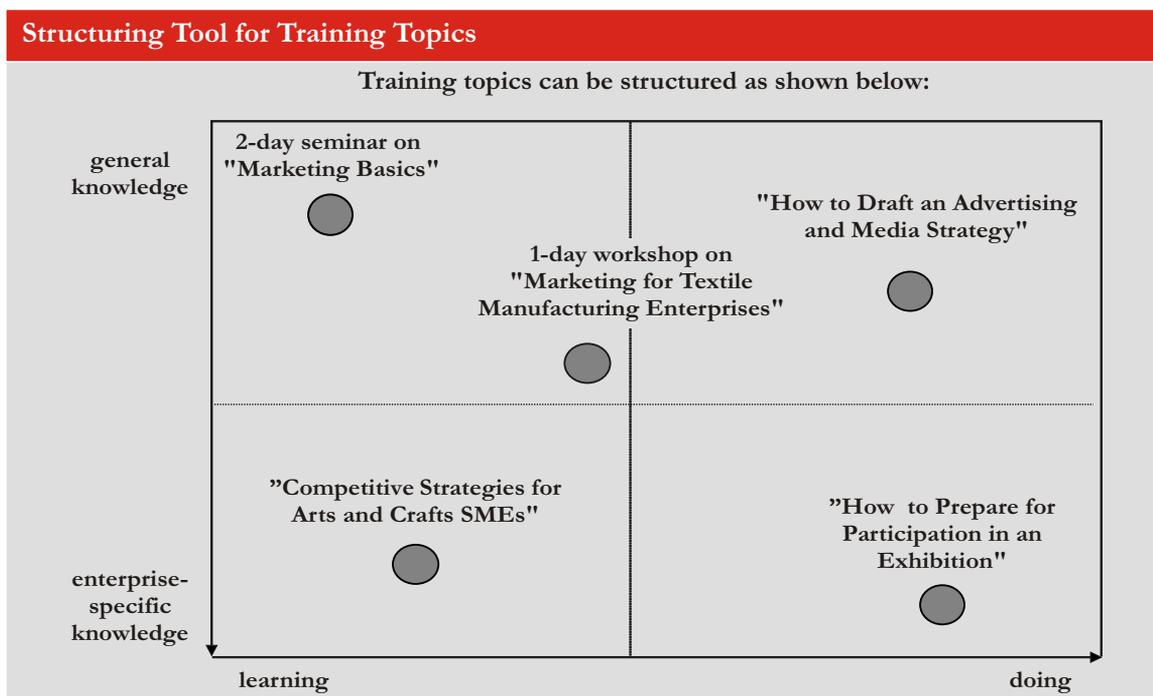 Structuring Tool for Training Topics
Training topics can be structured as shown below:
general
knowledge
2-day seminar on
"Marketing Basics"
"How to Draft an Advertising
and Media Strategy"
1-day workshop on
"Marketing for Textile
Manufacturing Enterprises"
”Competitive Strategies for
Arts and Crafts SMEs"
”How  to Prepare for
Participation in an
Exhibition"
enterprise-
specific
knowledge
learning
doing